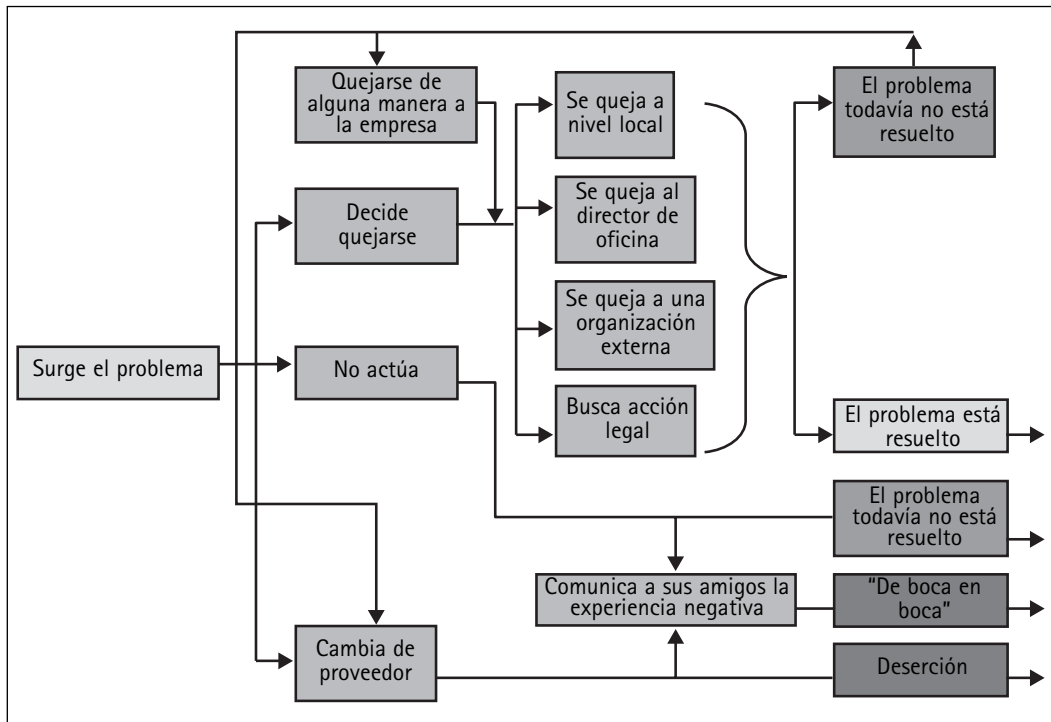 Quejarse de
alguna manera a
la empresa
Se queja a
nivel local
El problema
todavía no está
resuelto
Decide
quejarse
Se queja al
director de
oficina
Se queja a una
organización
externa
Surge el problema
No actúa
Busca acción
legal
El problema está
resuelto
El problema
todavía no está
resuelto
Comunica a sus amigos la
experiencia negativa
"De boca en
boca"
Cambia de
proveedor
Deserción